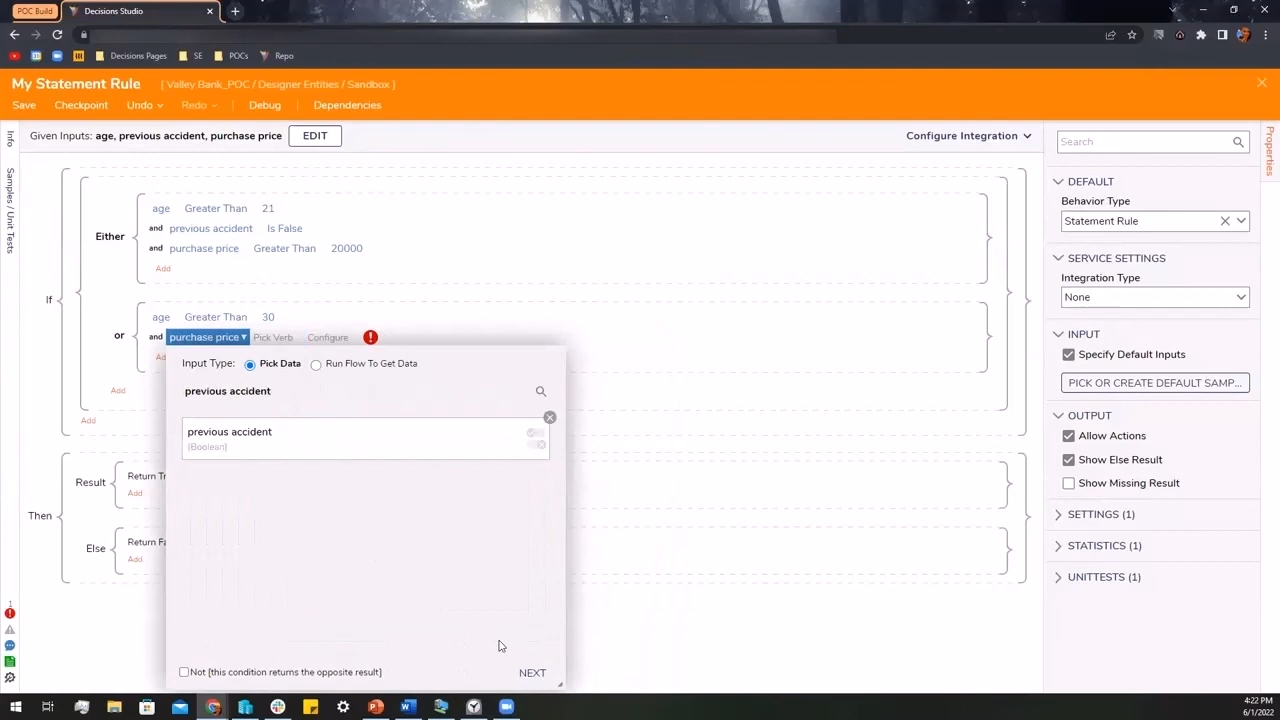 POC Build
Decisions Studio
Decisions Pages
SE
POCs
Repo
My Statement Rule
[ Valley Bank_POC / Designer Entities / Sandbox ]
Save
Checkpoint
Undo
Redo
Debug
Dependencies
Info
Samples / Unit Tests
Given Inputs: age, previous accident, purchase price
EDIT
Configure Integration
Either
age Greater Than 21
and previous accident Is False
and purchase price Greater Than 20000
Add
If
or
age Greater Than 30
and purchase price Pick Verb Configure
Add
Add
Input Type: Pick Data Run Flow To Get Data
previous accident
previous accident
[Boolean]
Not [this condition returns the opposite result]
NEXT
Add
Then
Result
Return Tr
Add
Else
Return Fa
Add
Properties
Search
DEFAULT
Behavior Type
Statement Rule
SERVICE SETTINGS
Integration Type
None
INPUT
Specify Default Inputs
PICK OR CREATE DEFAULT SAMP...
OUTPUT
Allow Actions
Show Else Result
Show Missing Result
SETTINGS (1)
STATISTICS (1)
UNITTESTS (1)
1
4:22 PM
6/1/2022